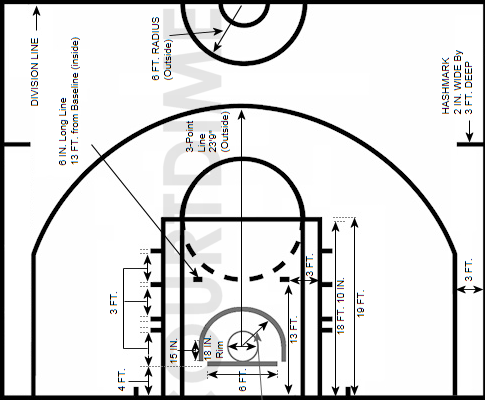 DIVISION LINE
6 FT. RADIUS
(Outside)
HASHMARK
2 IN. WIDE By
3 FT. DEEP
6 IN. Long Line
13 FT. from Baseline (inside)
3-Point
Line
23'9"
(Outside)
3 FT.
3 FT.
3 FT.
13 FT.
18 FT. 10 IN.
19 FT.
15 IN.
18 IN.
Rim
4 FT.
6 FT.
COURTDIME